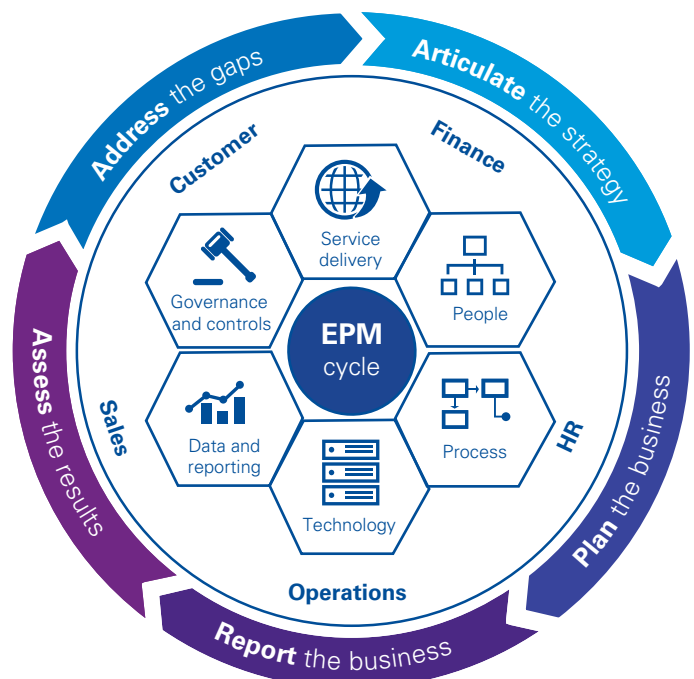 Address the gaps
Articulate the strategy
Plan the business
Report the business
Assess the results
Customer
Finance
HR
Operations
Sales
Service
delivery
People
Process
Technology
Data and
reporting
Governance
and controls
EPM
cycle